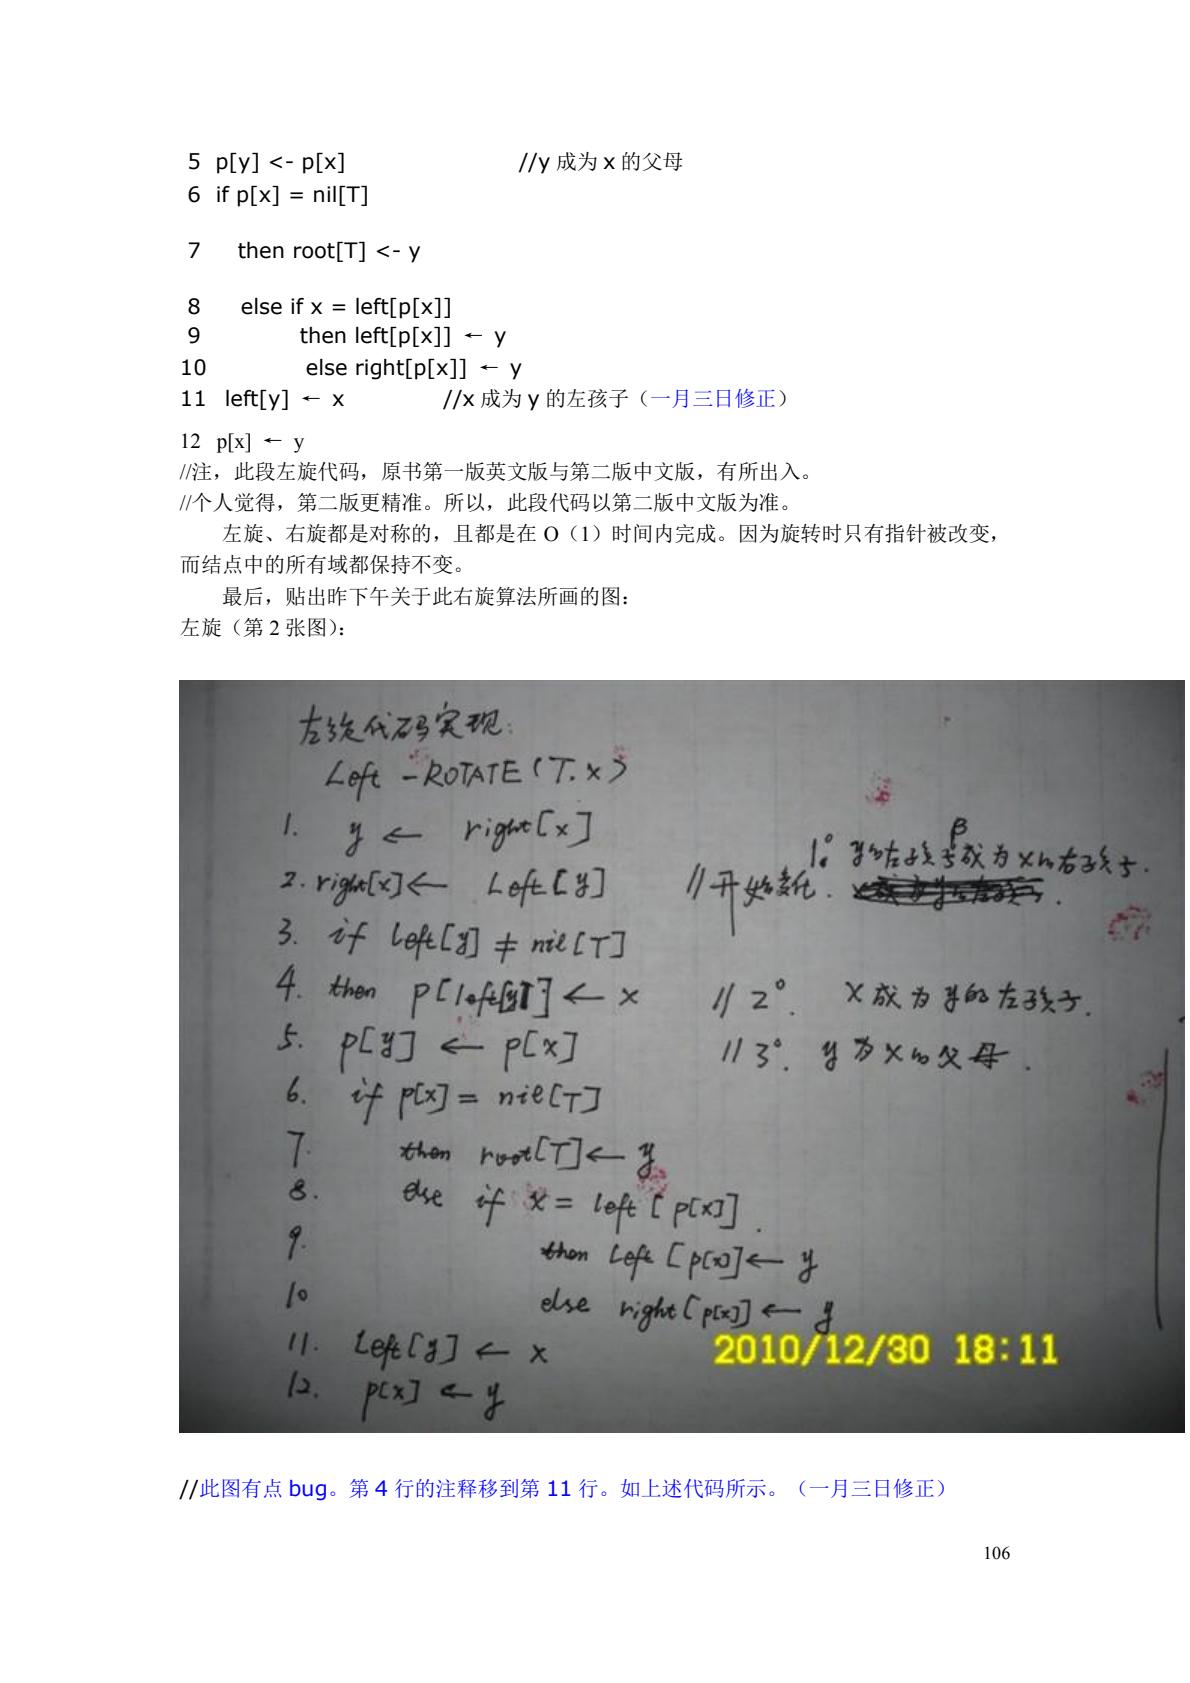 5 p[y] <- p[x] //y 成为 x 的父母
6 if p[x] = nil[T]
7 then root[T] <- y
8 else if x = left[p[x]]
9 then left[p[x]] ← y
10 else right[p[x]] ← y
11 left[y] ← x //x 成为 y 的左孩子（一月三日修正）
12 p[x] ← y
//注，此段左旋代码，原书第一版英文版与第二版中文版，有所出入。
//个人觉得，第二版更精准。所以，此段代码以第二版中文版为准。
左旋、右旋都是对称的，且都是在 O（1）时间内完成。因为旋转时只有指针被改变，
而结点中的所有域都保持不变。
最后，贴出昨下午关于此右旋算法所画的图：
左旋（第 2 张图）：
左旋代码实现：
Left -ROTATE(T.x)
1. y ← right[x]
β
1° y的左孩子成为x的右孩子.
2. right[x] ← Left[y] //开始变化.
3. if left[y] ≠ nil[T]
4. then p[left[y]] ← x //2°. x成为y的左孩子.
5. p[y] ← p[x] //3°. y为x的父母.
6. if p[x] = nil[T]
7. then root[T] ← y
8. else if x = left[p[x]].
9. then left[p[x]] ← y
10 else right[p[x]] ← y
11. Left[y] ← x
2010/12/30 18:11
12. p[x] ← y
//此图有点 bug。第 4 行的注释移到第 11 行。如上述代码所示。（一月三日修正）
106